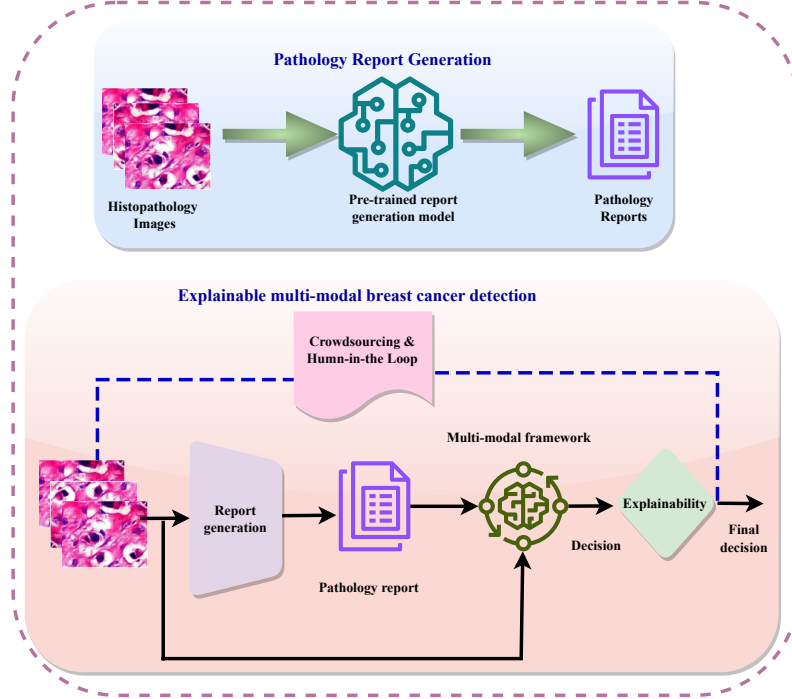 Pathology Report Generation
Histopathology
Images
Pre-trained report
generation model
Pathology
Reports
Explainable multi-modal breast cancer detection
Crowdsourcing &
Humn-in-the Loop
Multi-modal framework
Report
generation
Pathology report
Decision
Explainability
Final
decision